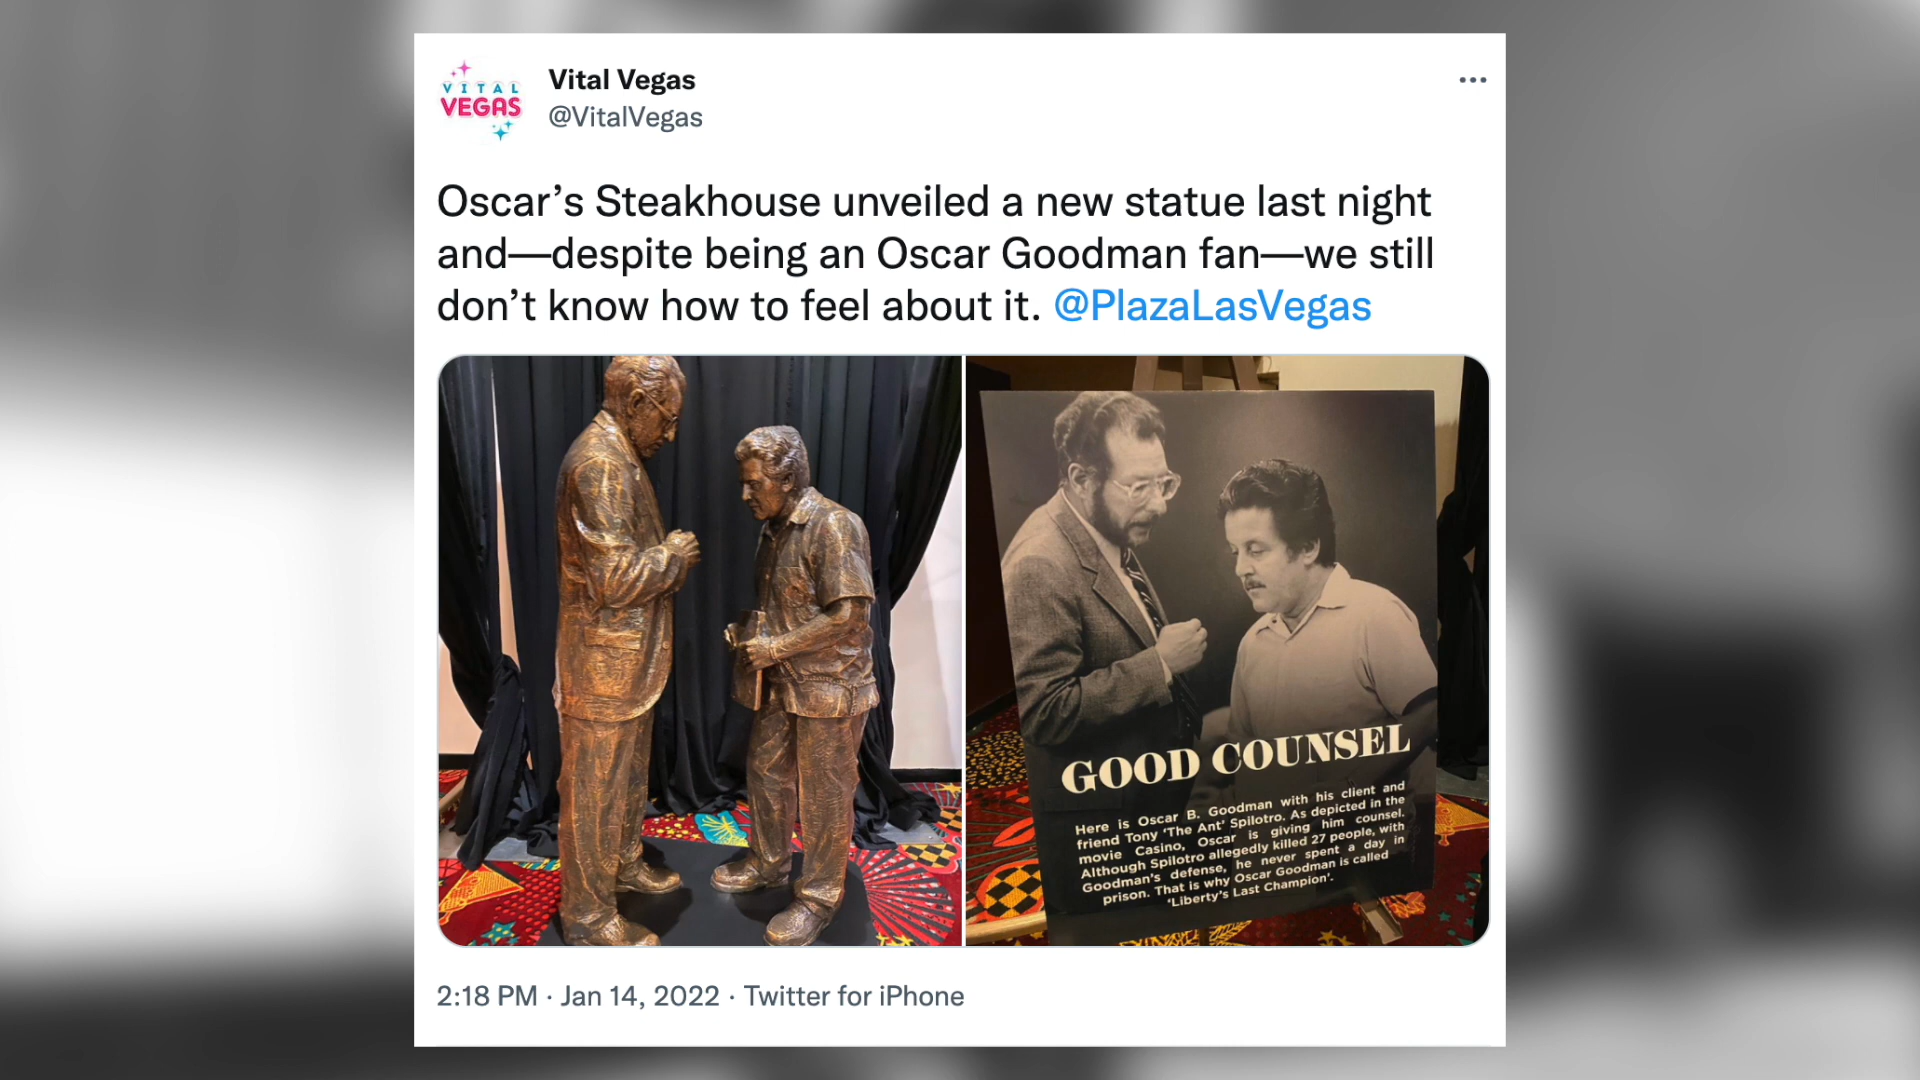 VITAL
VEGAS
Vital Vegas
@VitalVegas
Oscar’s Steakhouse unveiled a new statue last night
and—despite being an Oscar Goodman fan—we still
don’t know how to feel about it. @PlazaLasVegas
GOOD COUNSEL
Here is Oscar B. Goodman with his client and
friend Tony 'The Ant' Spilotro. As depicted in the
movie Casino, Oscar is giving him counsel.
Although Spilotro allegedly killed 27 people, with
Goodman's defense, he never spent a day in
prison. That is why Oscar Goodman is called
'Liberty's Last Champion'.
2:18 PM · Jan 14, 2022 · Twitter for iPhone